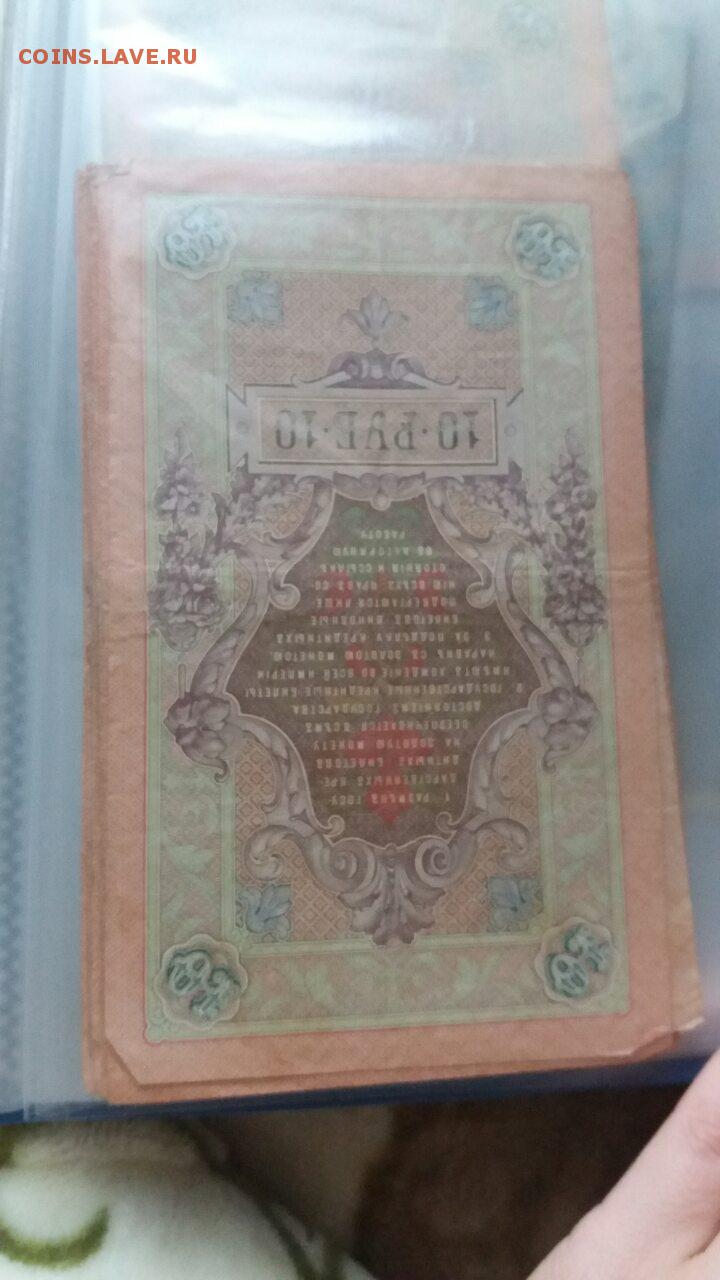 COINS.LAVE.RU
1 РАЗМѢНЪ ГОСУ-
ДАРСТВЕННЫХЪ КРЕ-
ДИТНЫХЪ БИЛЕТОВЪ
НА ЗОЛОТУЮ МОНЕТУ
ОБЕЗПЕЧИВАЕТСЯ ВСѢМЪ
ДОСТОЯНІЕМЪ ГОСУДАРСТВА.
2 ГОСУДАРСТВЕННЫЕ КРЕДИТНЫЕ БИЛЕТЫ
ИМѢЮТЪ ХОЖДЕНІЕ ВО ВСЕЙ ИМПЕРІИ
НАРАВНѢ СЪ ЗОЛОТОЮ МОНЕТОЮ.
3 ЗА ПОДДѢЛКУ КРЕДИТНЫХЪ
БИЛЕТОВЪ ВИНОВНЫЕ
ПОДВЕРГАЮТСЯ ЛИШЕ-
НІЮ ВСѢХЪ ПРАВЪ СО-
СТОЯНІЯ И ССЫЛКѢ
ВЪ КАТОРЖНУЮ
РАБОТУ.
10·РУБ·10